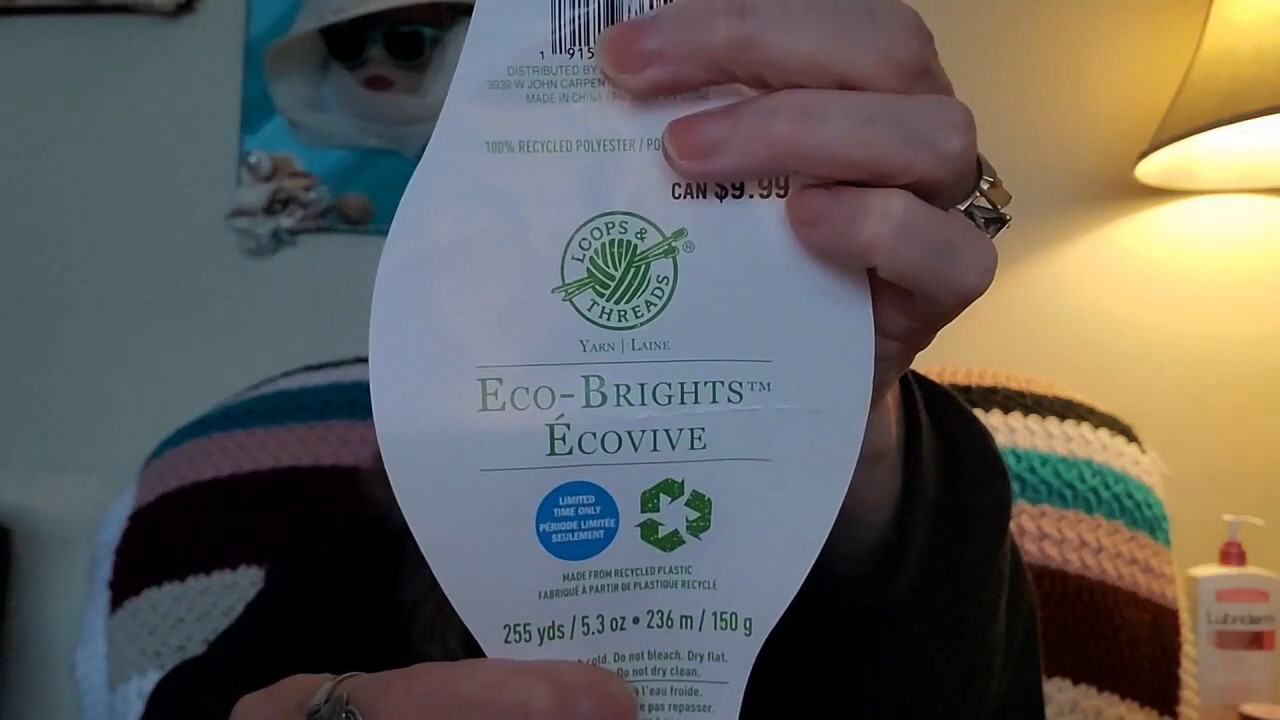 1 915
DISTRIBUTED BY
3939 W JOHN CARPENT
MADE IN CHINA
100% RECYCLED POLYESTER / PO
CAN $9.99
LOOPS &
THREADS ®
YARN | LAINE
ECO-BRIGHTS™
ÉCOVIVE
LIMITED
TIME ONLY
PÉRIODE LIMITÉE
SEULEMENT
MADE FROM RECYCLED PLASTIC
FABRIQUÉ À PARTIR DE PLASTIQUE RECYCLÉ
255 yds / 5.3 oz • 236 m / 150 g
cold. Do not bleach. Dry flat.
Do not dry clean.
à l'eau froide.
e pas repasser.
Lubriderm